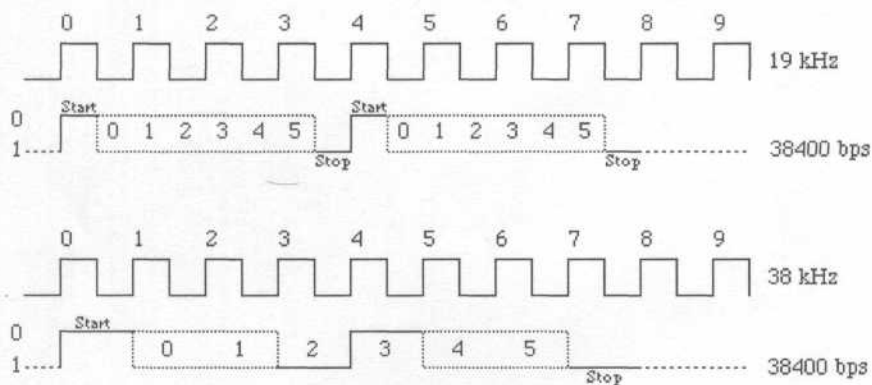 0 1 2 3 4 5 6 7 8 9
19 kHz
0 Start 0 1 2 3 4 5 Start 0 1 2 3 4 5
1 Stop Stop 38400 bps
0 1 2 3 4 5 6 7 8 9
38 kHz
0 Start
0 1 2 3 4 5
1 Stop 38400 bps